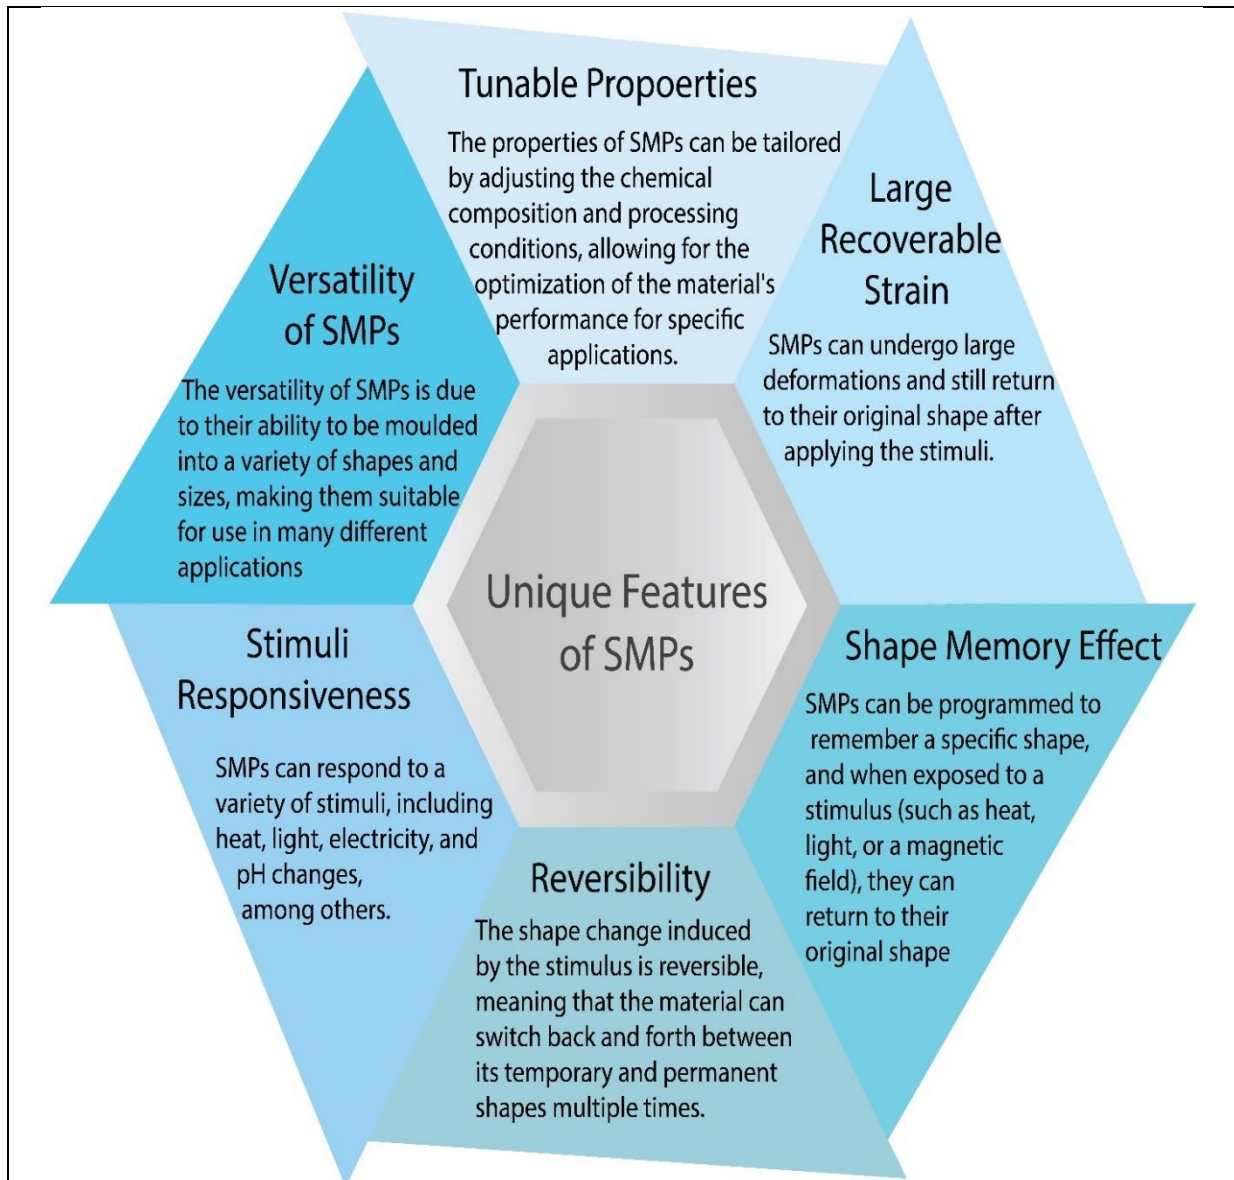 Tunable Propoerties
The properties of SMPs can be tailored
by adjusting the chemical
composition and processing
conditions, allowing for the
optimization of the material's
performance for specific
applications.
Large
Recoverable
Strain
SMPs can undergo large
deformations and still return
to their original shape after
applying the stimuli.
Shape Memory Effect
SMPs can be programmed to
remember a specific shape,
and when exposed to a
stimulus (such as heat,
light, or a magnetic
field), they can
return to their
original shape
Reversibility
The shape change induced
by the stimulus is reversible,
meaning that the material can
switch back and forth between
its temporary and permanent
shapes multiple times.
Stimuli
Responsiveness
SMPs can respond to a
variety of stimuli, including
heat, light, electricity, and
pH changes,
among others.
Versatility
of SMPs
The versatility of SMPs is due
to their ability to be moulded
into a variety of shapes and
sizes, making them suitable
for use in many different
applications
Unique Features
of SMPs